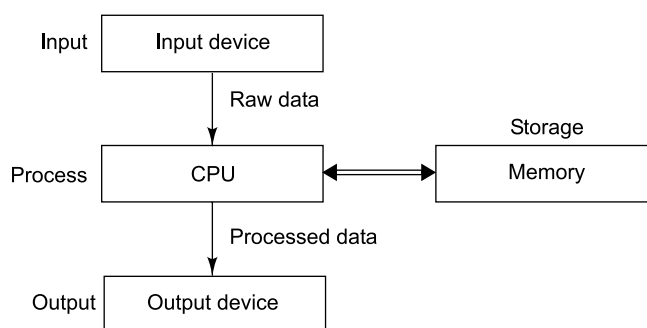 Input
Input device
Raw data
Storage
Process
CPU
Memory
Processed data
Output
Output device